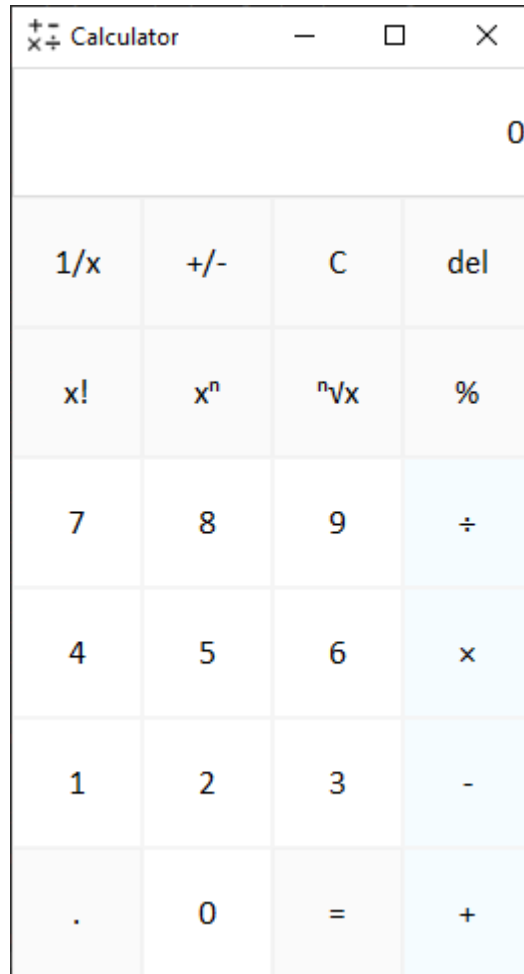 Calculator
0
1/x +/- C del
x! xⁿ ⁿ√x %
7 8 9 ÷
4 5 6 ×
1 2 3 -
. 0 = +